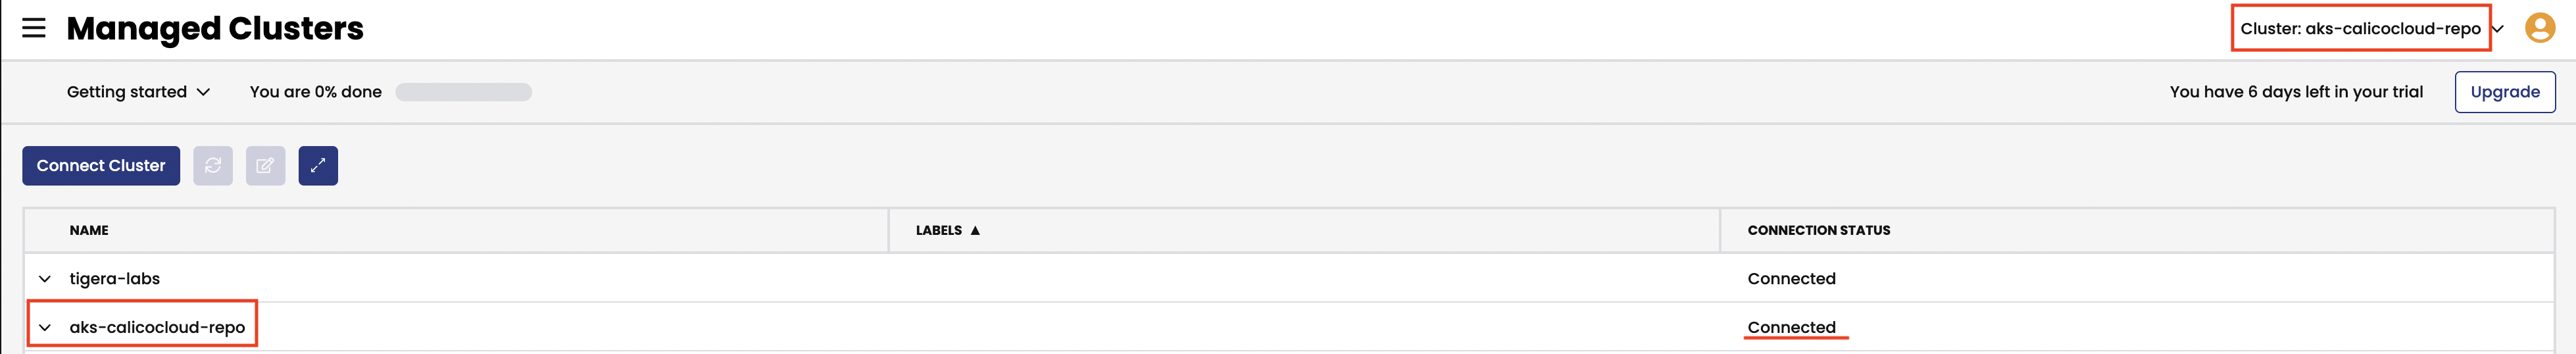 Managed Clusters
Cluster: aks-calicocloud-repo
Getting started
You are 0% done
You have 6 days left in your trial
Upgrade
Connect Cluster
NAME
LABELS ▲
CONNECTION STATUS
tigera-labs
Connected
aks-calicocloud-repo
Connected